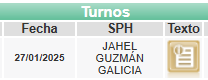 Turnos
Fecha SPH Texto
27/01/2025 JAHEL
GUZMÁN
GALICIA